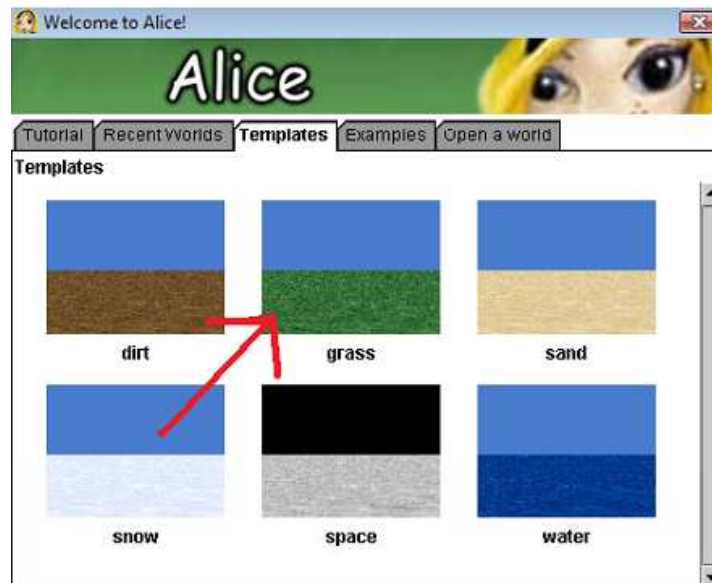 Welcome to Alice!
Alice
Tutorial Recent Worlds Templates Examples Open a world
Templates
dirt grass sand
snow space water